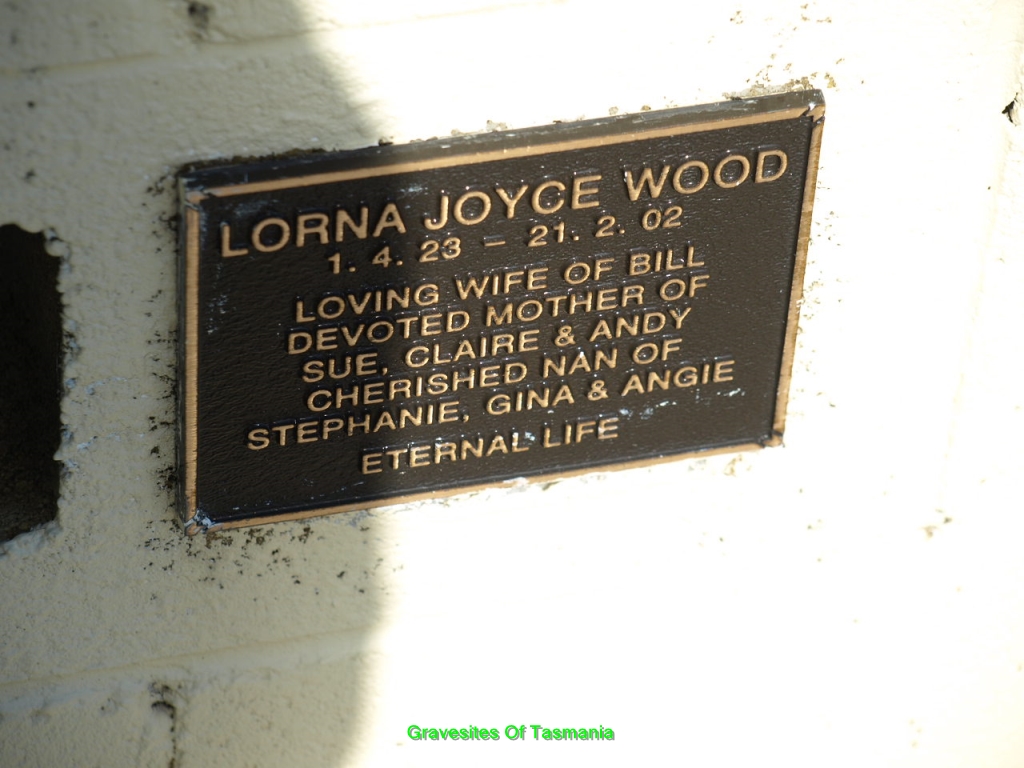 LORNA JOYCE WOOD
1. 4. 23 - 21. 2. 02
LOVING WIFE OF BILL
DEVOTED MOTHER OF
SUE, CLAIRE & ANDY
CHERISHED NAN OF
STEPHANIE, GINA & ANGIE
ETERNAL LIFE
Gravesites Of Tasmania